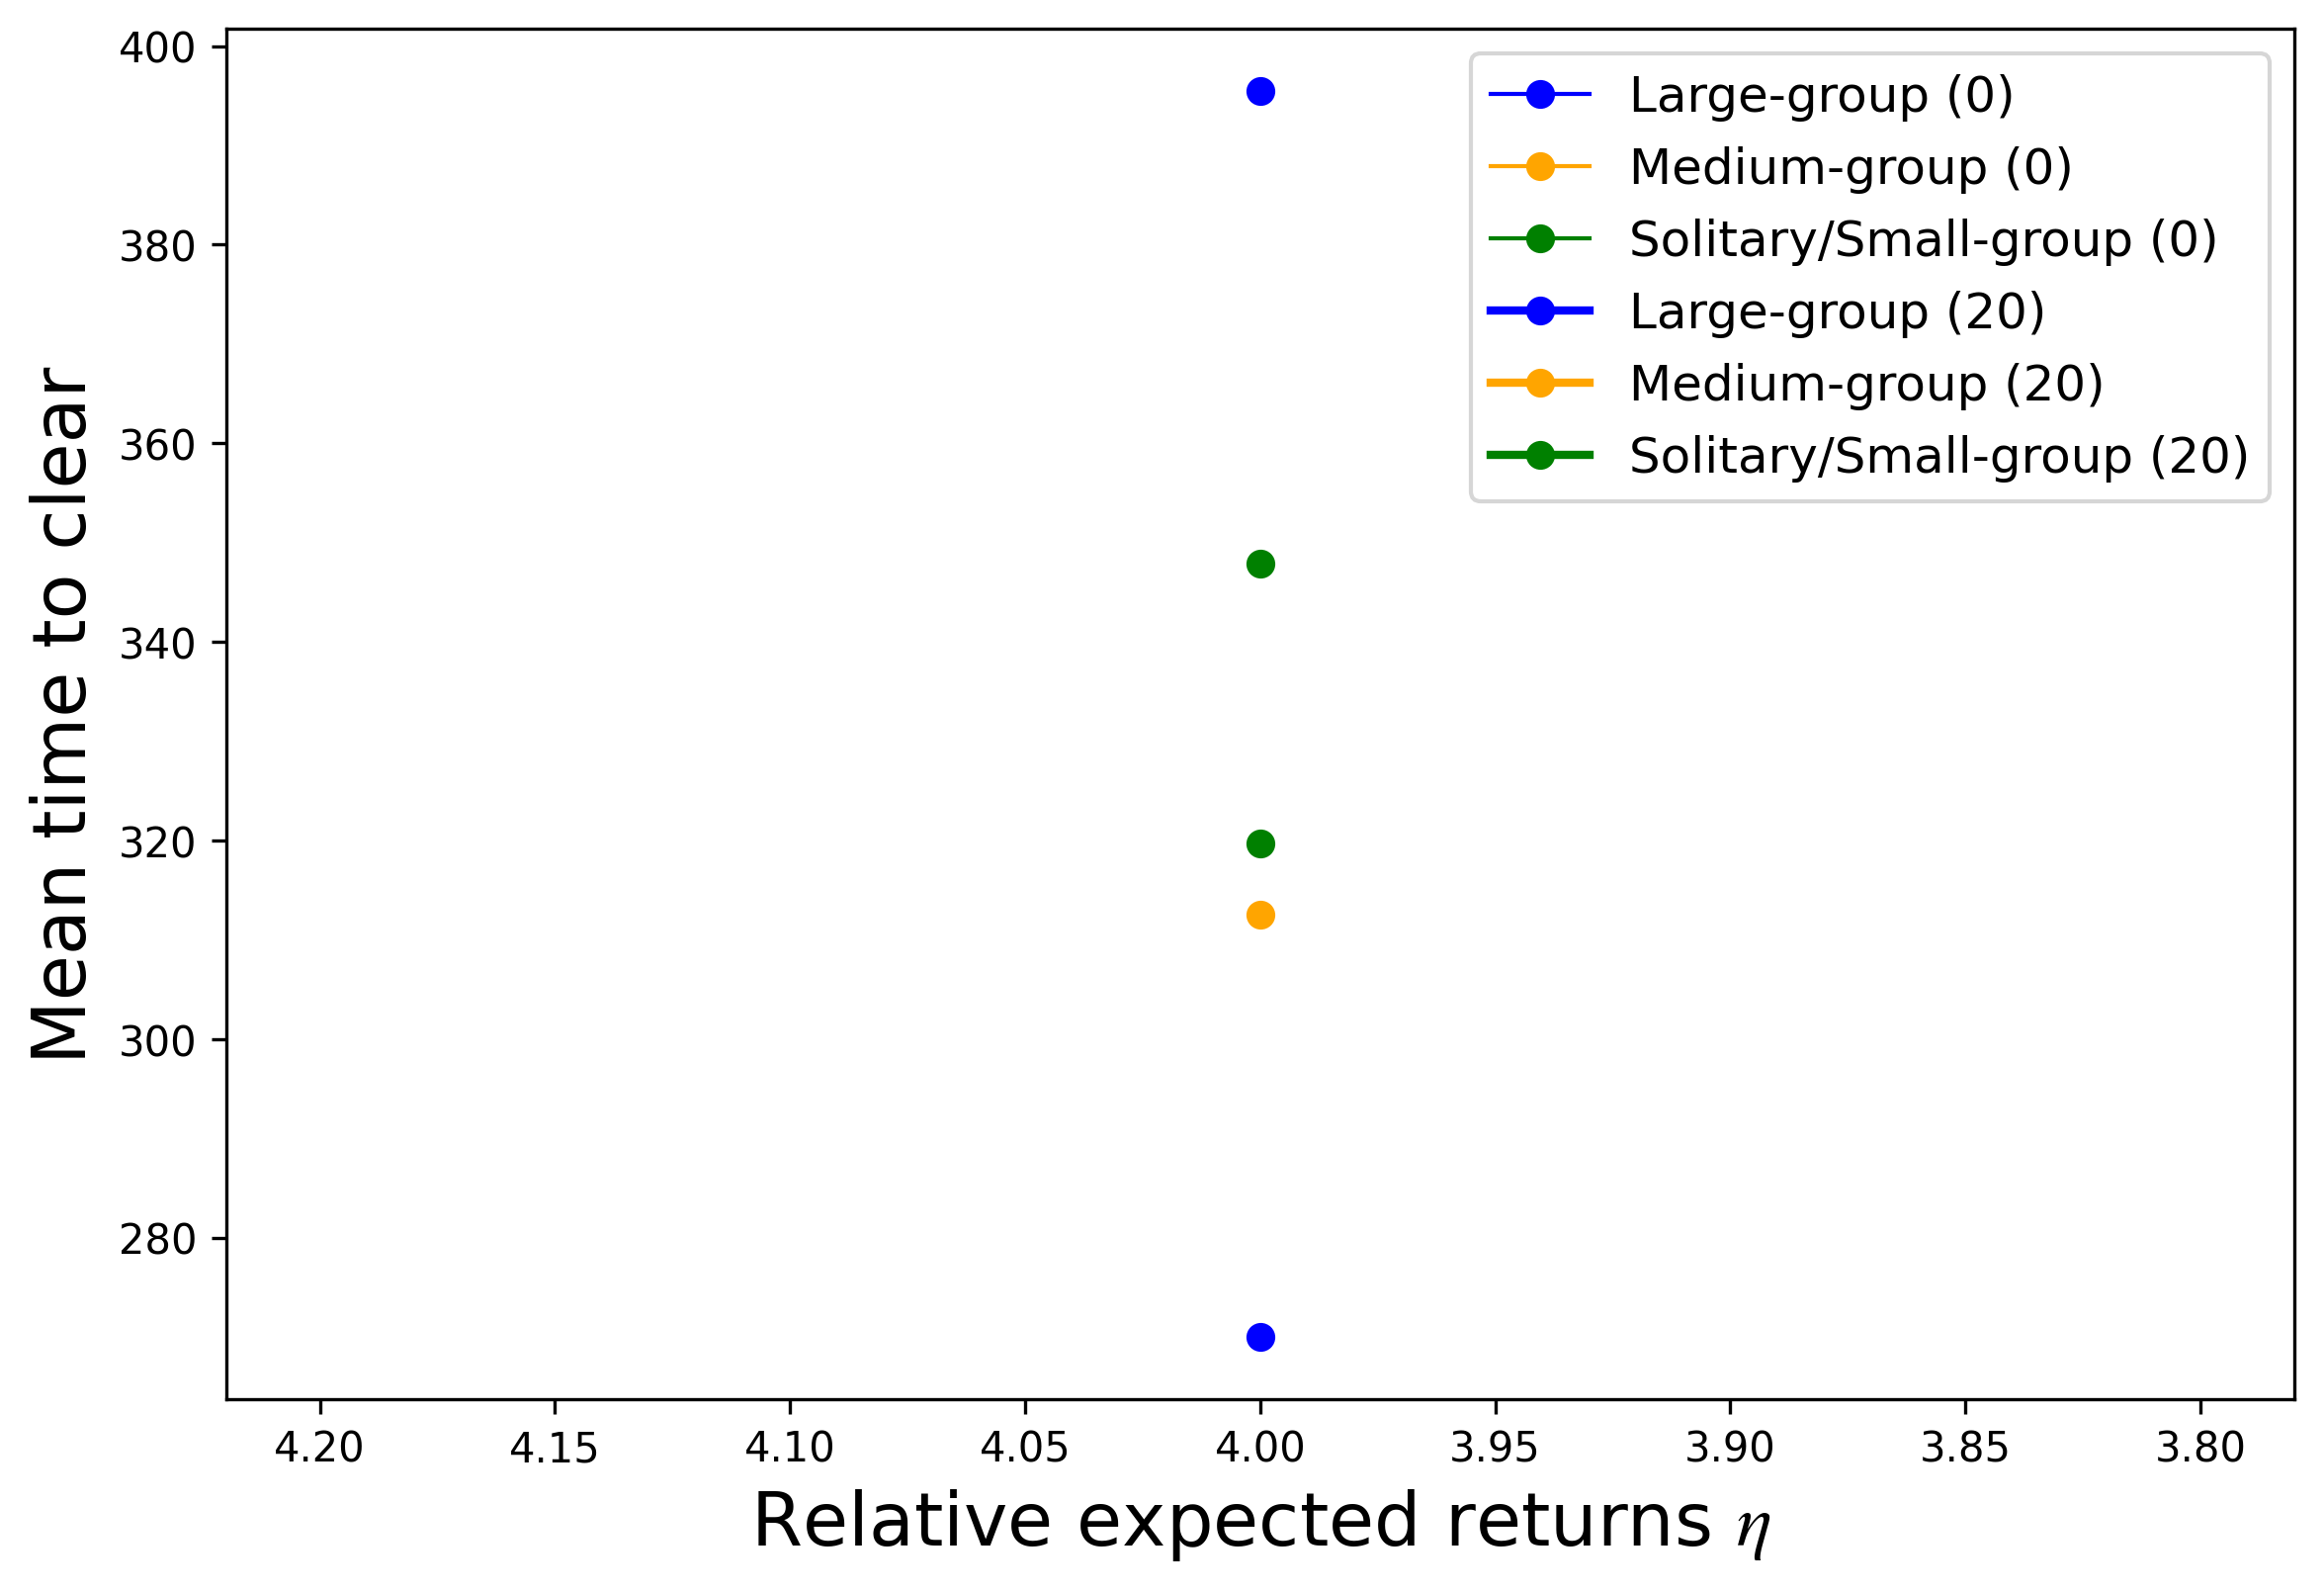 400
380
360
340
320
300
280
Mean time to clear
Large-group (0)
Medium-group (0)
Solitary/Small-group (0)
Large-group (20)
Medium-group (20)
Solitary/Small-group (20)
4.20 4.15 4.10 4.05 4.00 3.95 3.90 3.85 3.80
Relative expected returns η